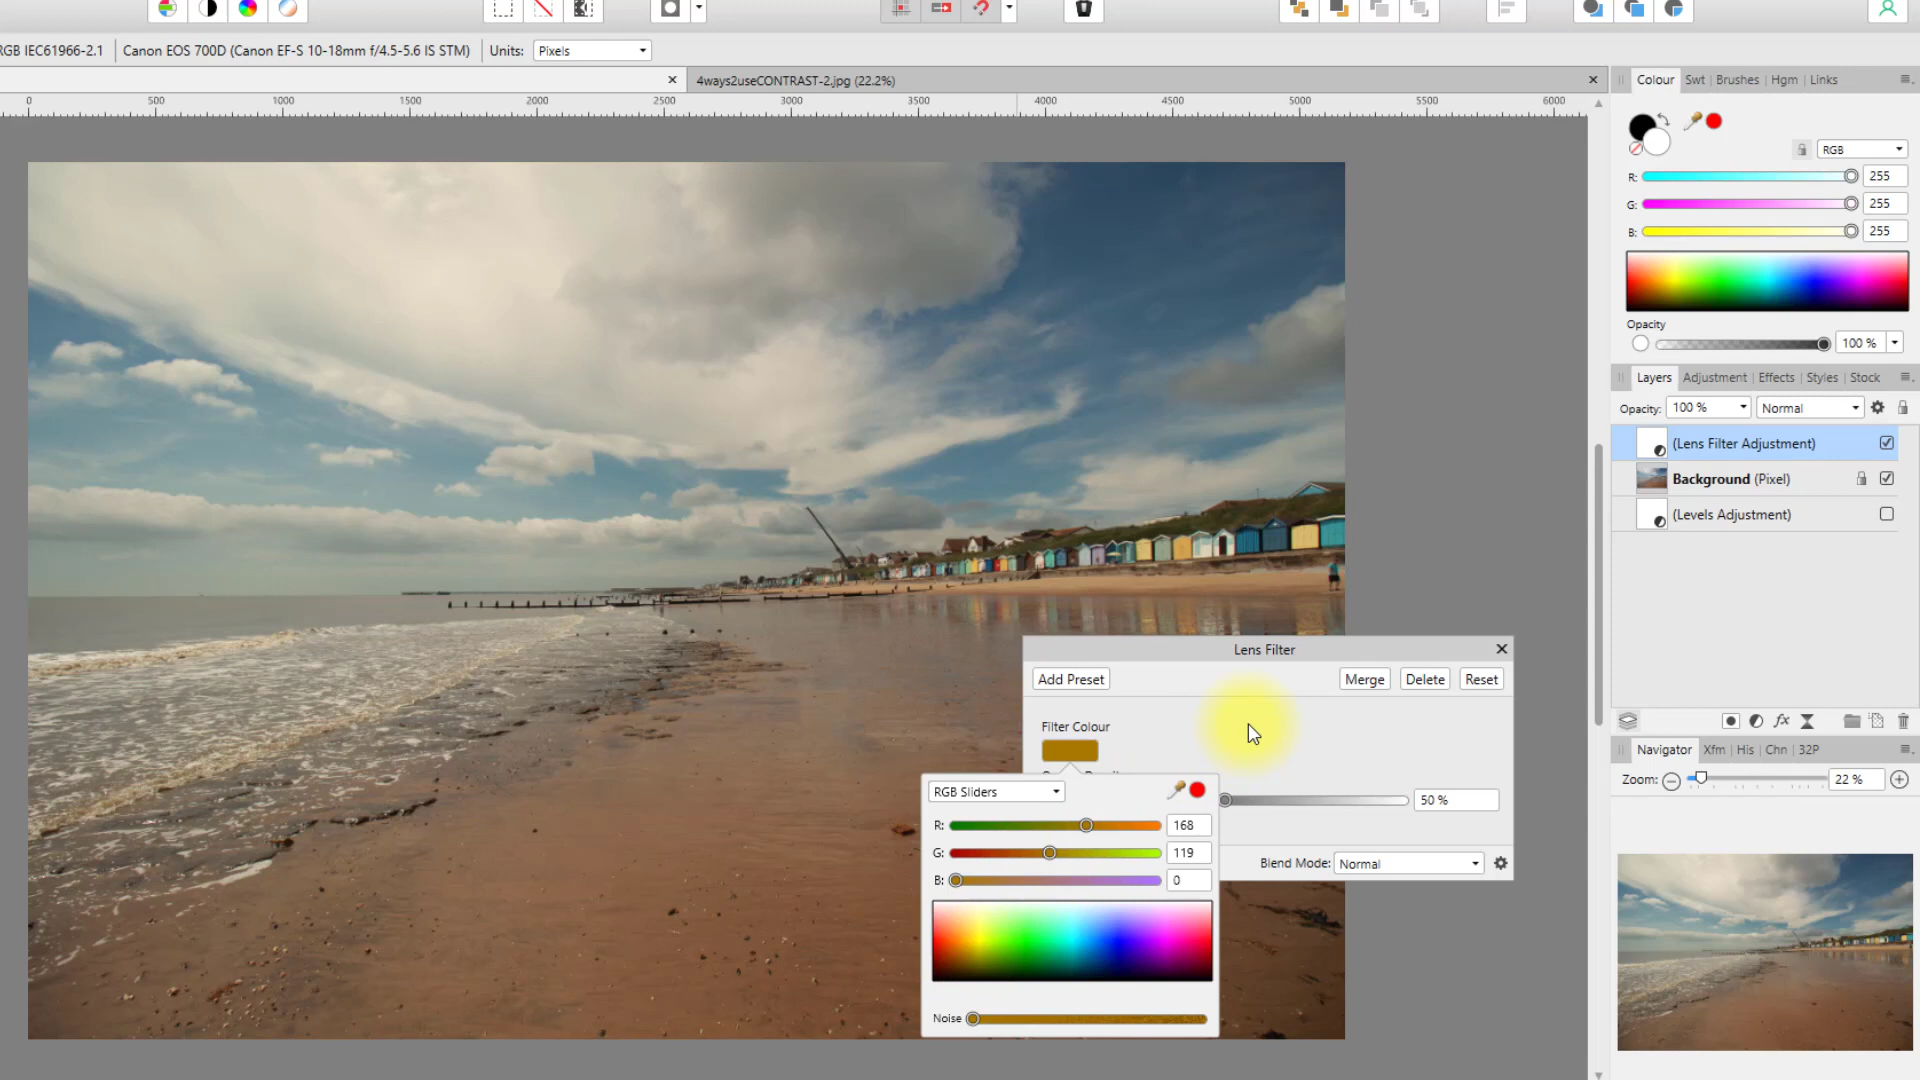 RGB IEC61966-2.1
Canon EOS 700D (Canon EF-S 10-18mm f/4.5-5.6 IS STM)
Units: Pixels
4ways2useCONTRAST-2.jpg (22.2%)
0 500 1000 1500 2000 2500 3000 3500 4000 4500 5000 5500 6000
Colour Swt Brushes Hgm Links
RGB
R: 255
G: 255
B: 255
Opacity
100 %
Layers Adjustment Effects Styles Stock
Opacity: 100 % Normal
(Lens Filter Adjustment)
Background (Pixel)
(Levels Adjustment)
fx
Navigator Xfm His Chn 32P
Zoom: 22 %
Lens Filter
Add Preset Merge Delete Reset
Filter Colour
50 %
Blend Mode: Normal
RGB Sliders
R: 168
G: 119
B: 0
Noise